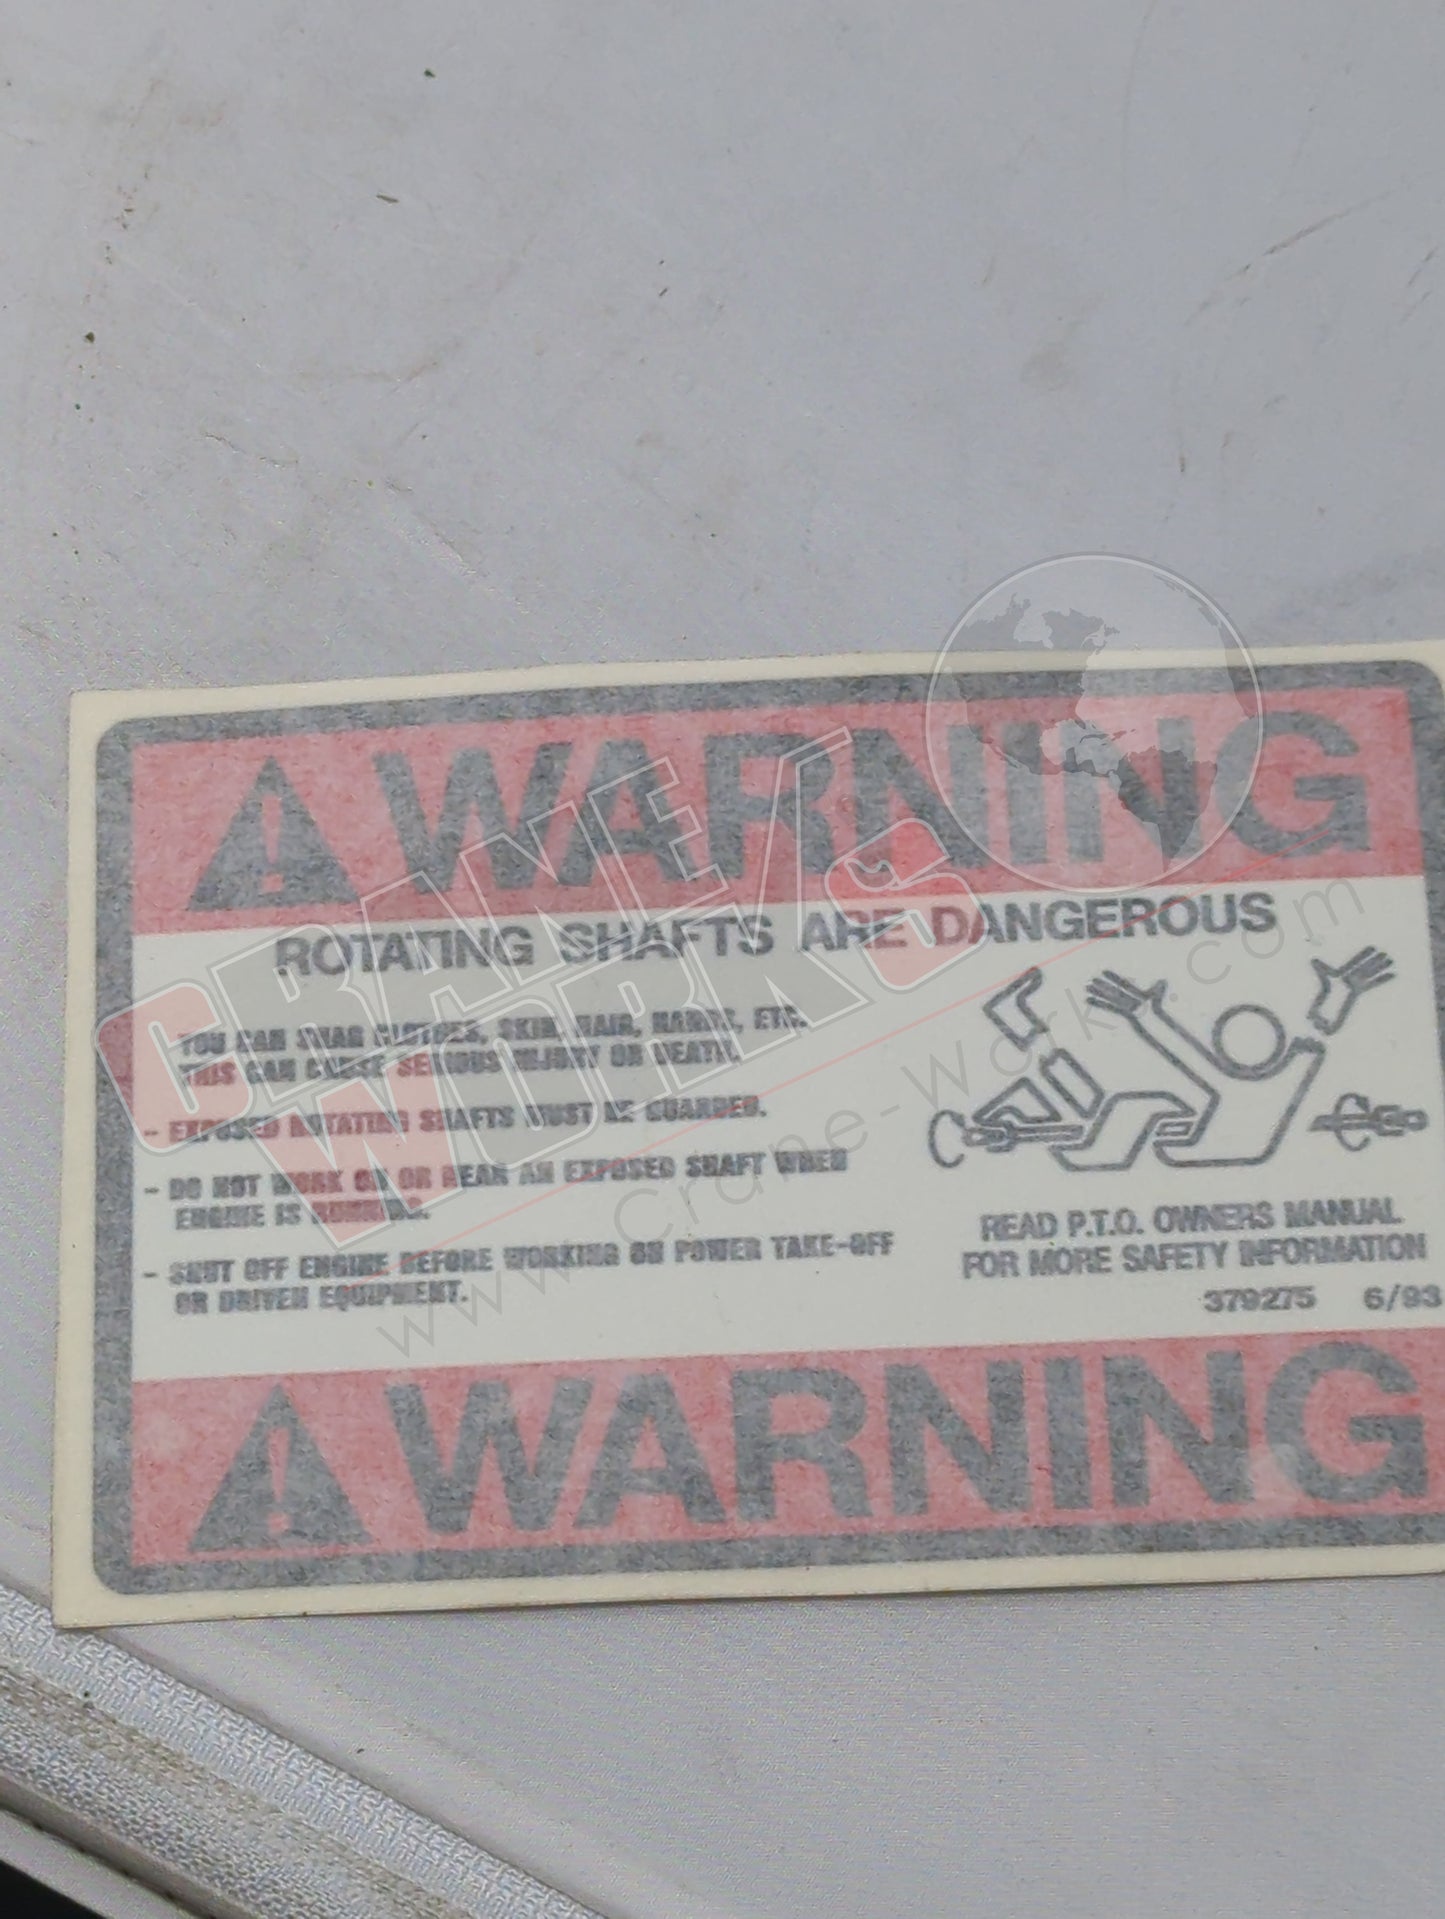 WARNING
ROTATING SHAFTS ARE DANGEROUS
YOU CAN SNAG CLOTHES, SKIN, HAIR, HANDS, ETC.
THIS CAN CAUSE SERIOUS INJURY OR DEATH.
- EXPOSED ROTATING SHAFTS MUST BE GUARDED.
- DO NOT WORK ON OR NEAR AN EXPOSED SHAFT WHEN
ENGINE IS RUNNING.
- SHUT OFF ENGINE BEFORE WORKING ON POWER TAKE-OFF
OR DRIVEN EQUIPMENT.
READ P.T.O. OWNERS MANUAL
FOR MORE SAFETY INFORMATION
379275 6/93
WARNING
CRANE
WORKS
www.Crane-Works.com